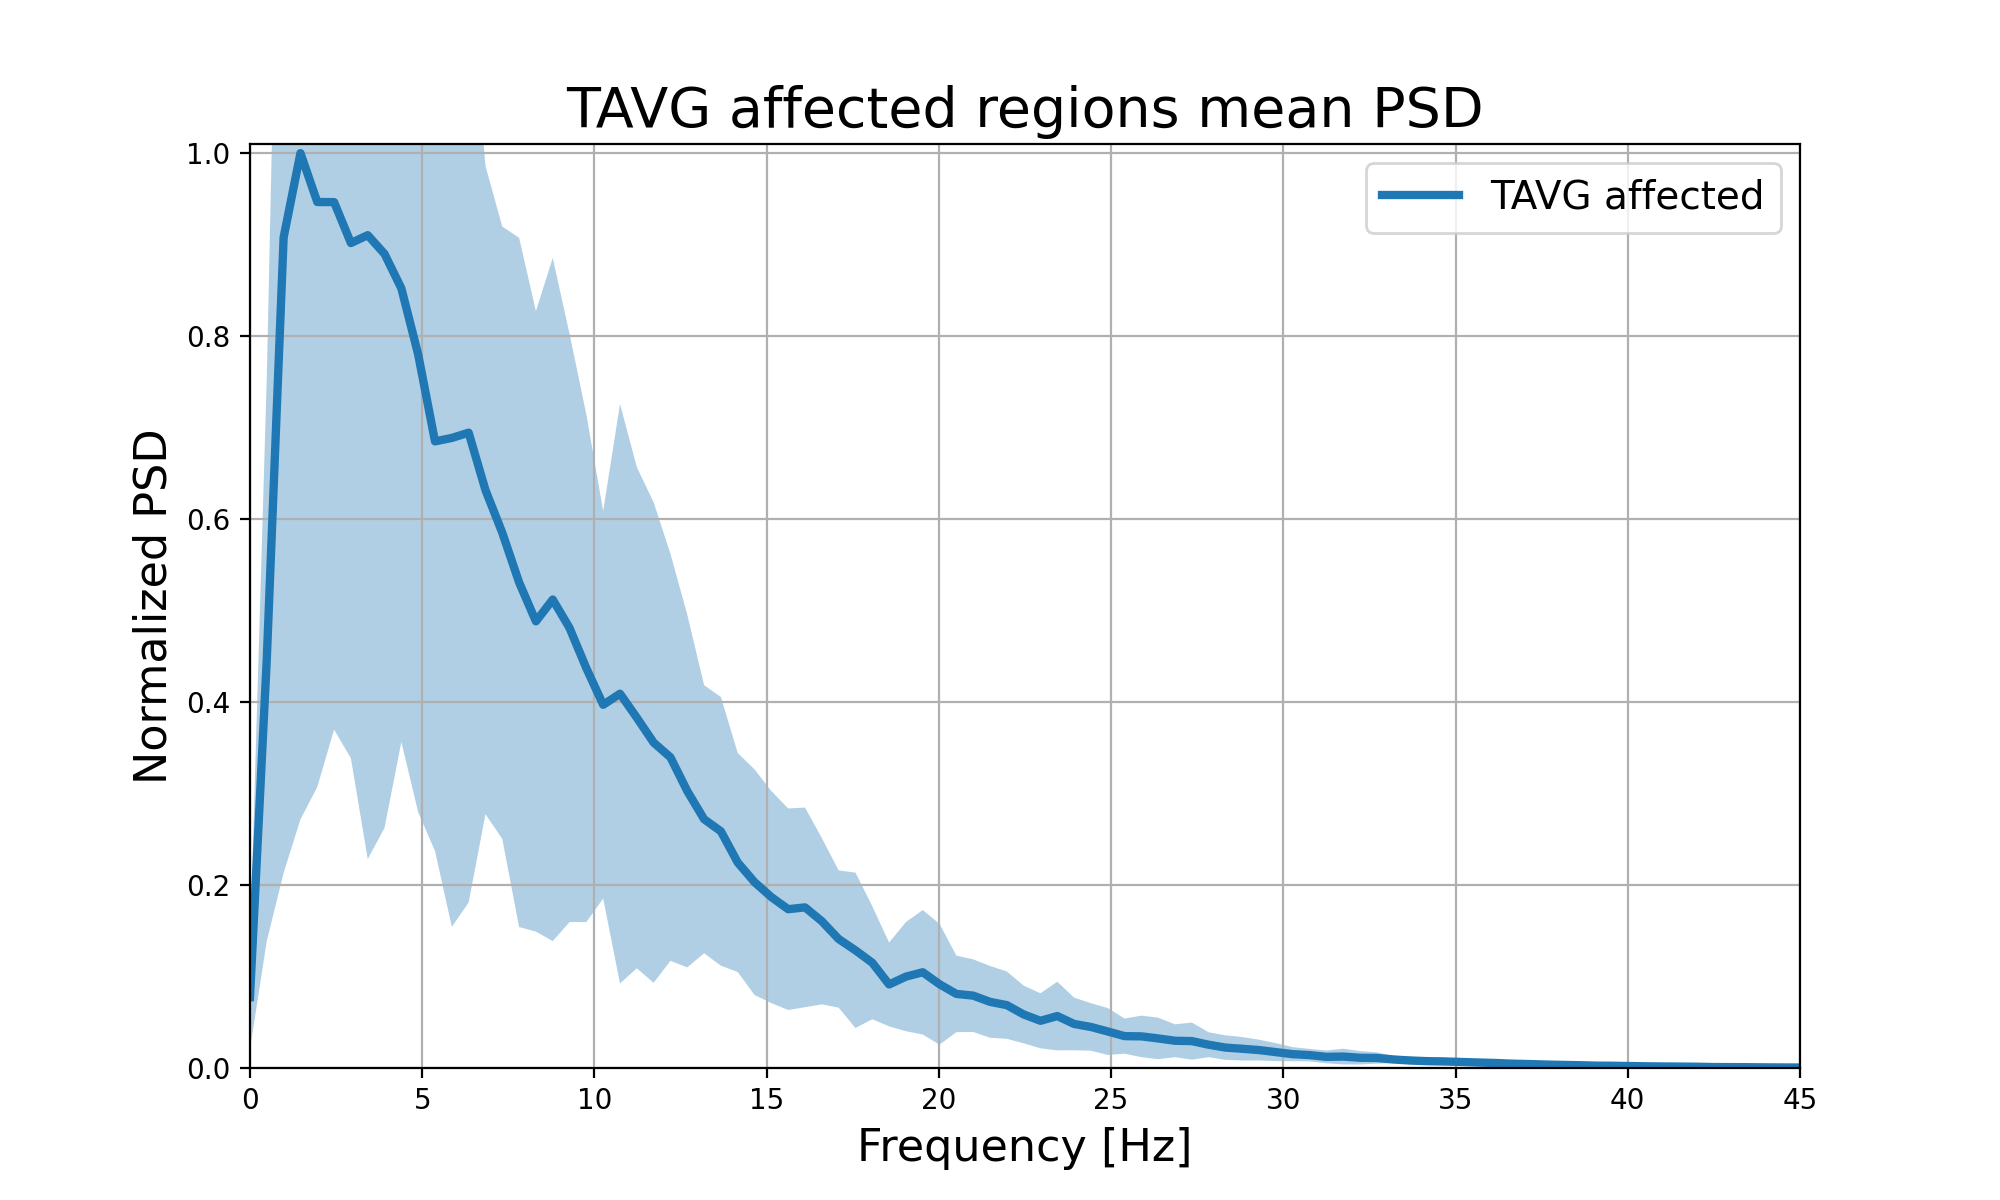 TAVG affected regions mean PSD
TAVG affected
Normalized PSD
1.0
0.8
0.6
0.4
0.2
0.0
0 5 10 15 20 25 30 35 40 45
Frequency [Hz]